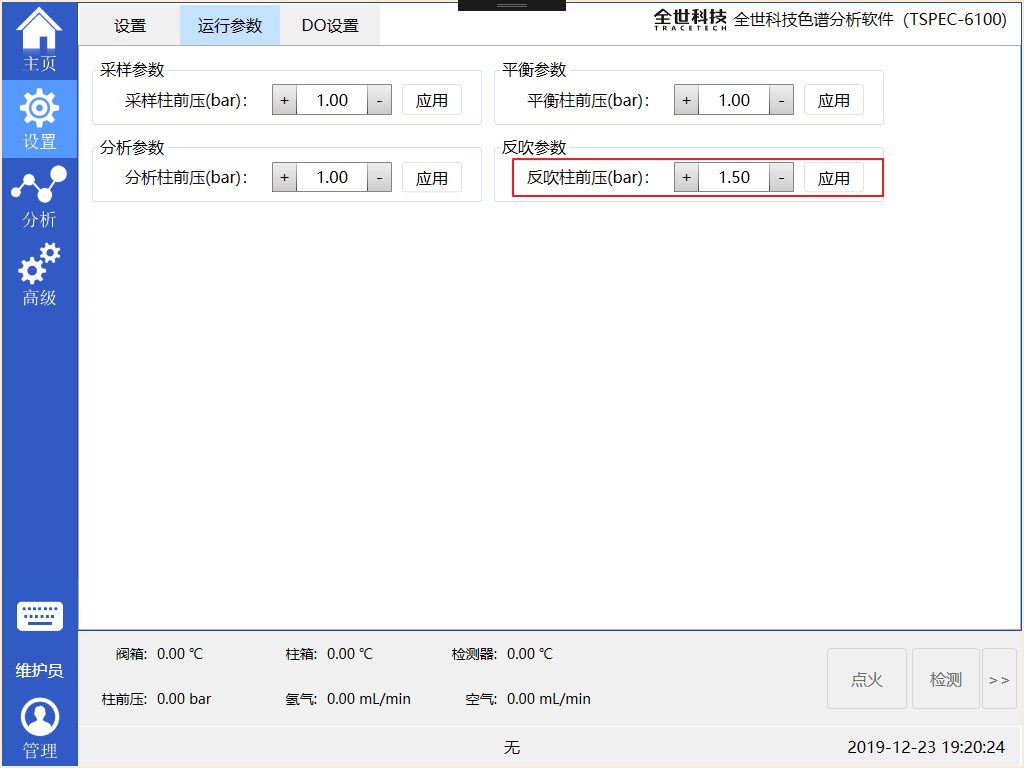 主页
设置
分析
高级
维护员
管理
设置 运行参数 DO设置
全世科技 TRACETECH 全世科技色谱分析软件（TSPEC-6100)
采样参数
采样柱前压(bar)： + 1.00 - 应用
平衡参数
平衡柱前压(bar)： + 1.00 - 应用
分析参数
分析柱前压(bar)： + 1.00 - 应用
反吹参数
反吹柱前压(bar)： + 1.50 - 应用
阀箱: 0.00 ℃ 柱箱: 0.00 ℃ 检测器: 0.00 ℃
柱前压: 0.00 bar 氢气: 0.00 mL/min 空气: 0.00 mL/min
点火 检测 >>
无 2019-12-23 19:20:24